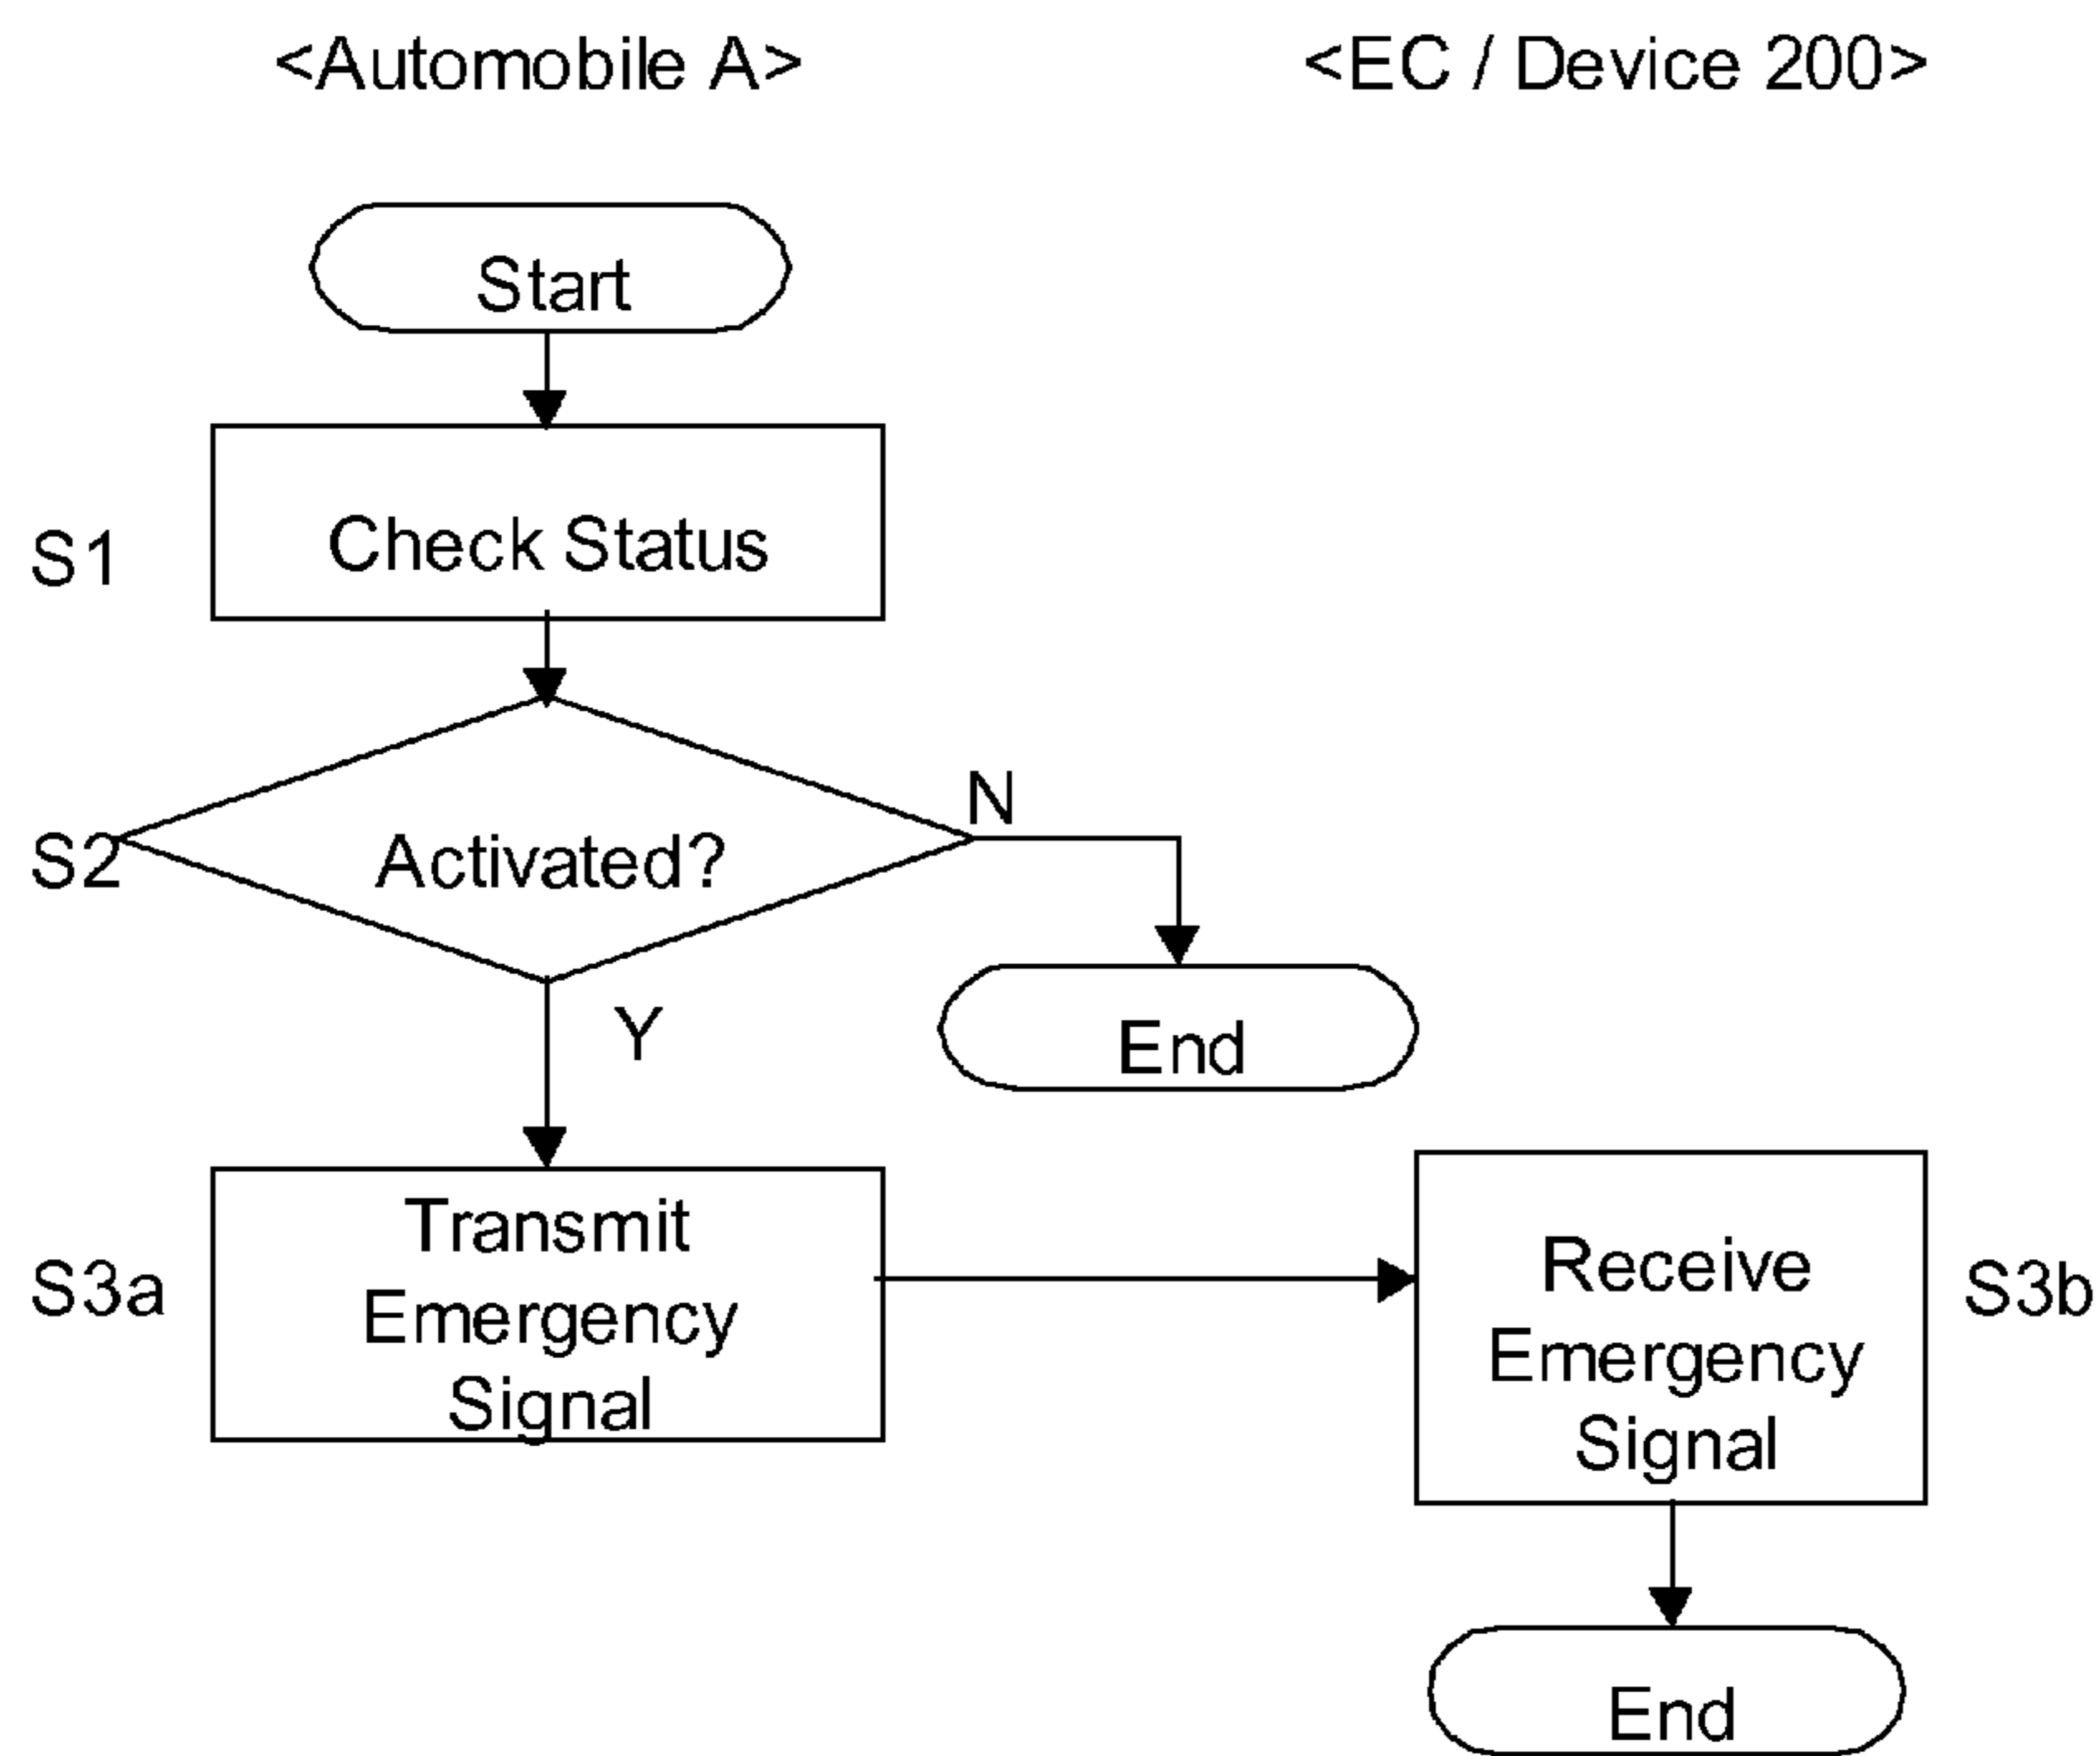 <Automobile A>
<EC / Device 200>
Start
S1
Check Status
S2
Activated?
N
Y
End
S3a
Transmit
Emergency
Signal
Receive
Emergency
Signal
S3b
End